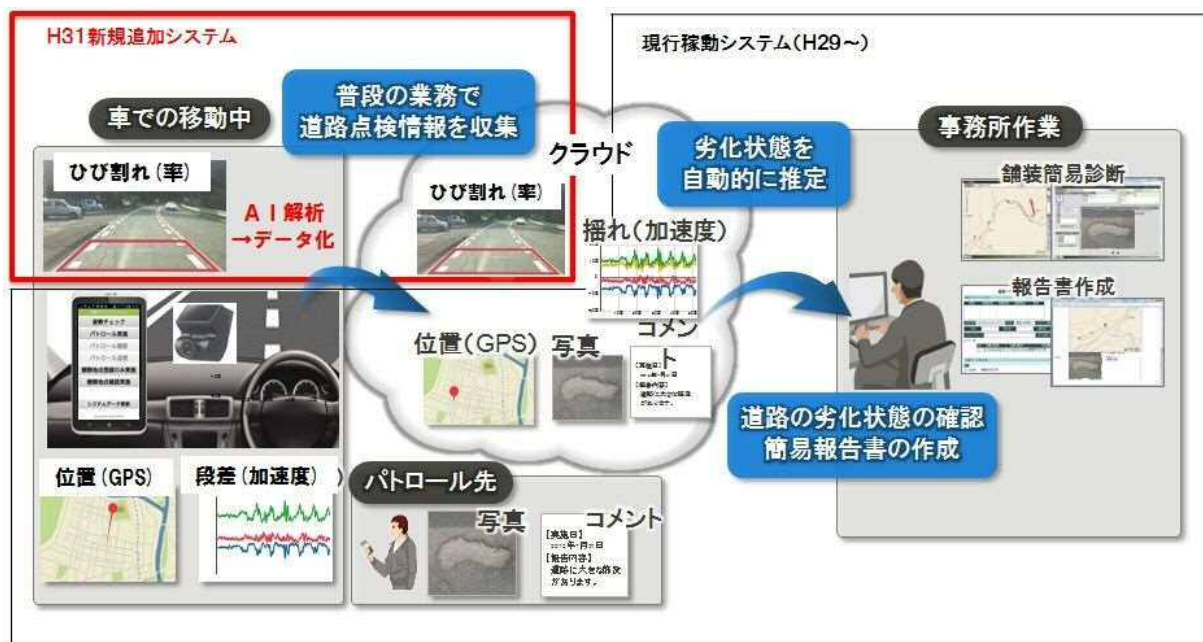 H31新規追加システム
現行稼動システム(H29～)
車での移動中
普段の業務で
道路点検情報を収集
ひび割れ(率)
AI解析
→データ化
クラウド
ひび割れ(率)
揺れ(加速度)
位置(GPS)
写真
コメン
ト
劣化状態を
自動的に推定
事務所作業
舗装簡易診断
報告書作成
道路の劣化状態の確認
簡易報告書の作成
位置(GPS)
段差(加速度)
)
パトロール先
写真
コメント
【実施日】
【報告内容】
道路に大きな陥没
があります。